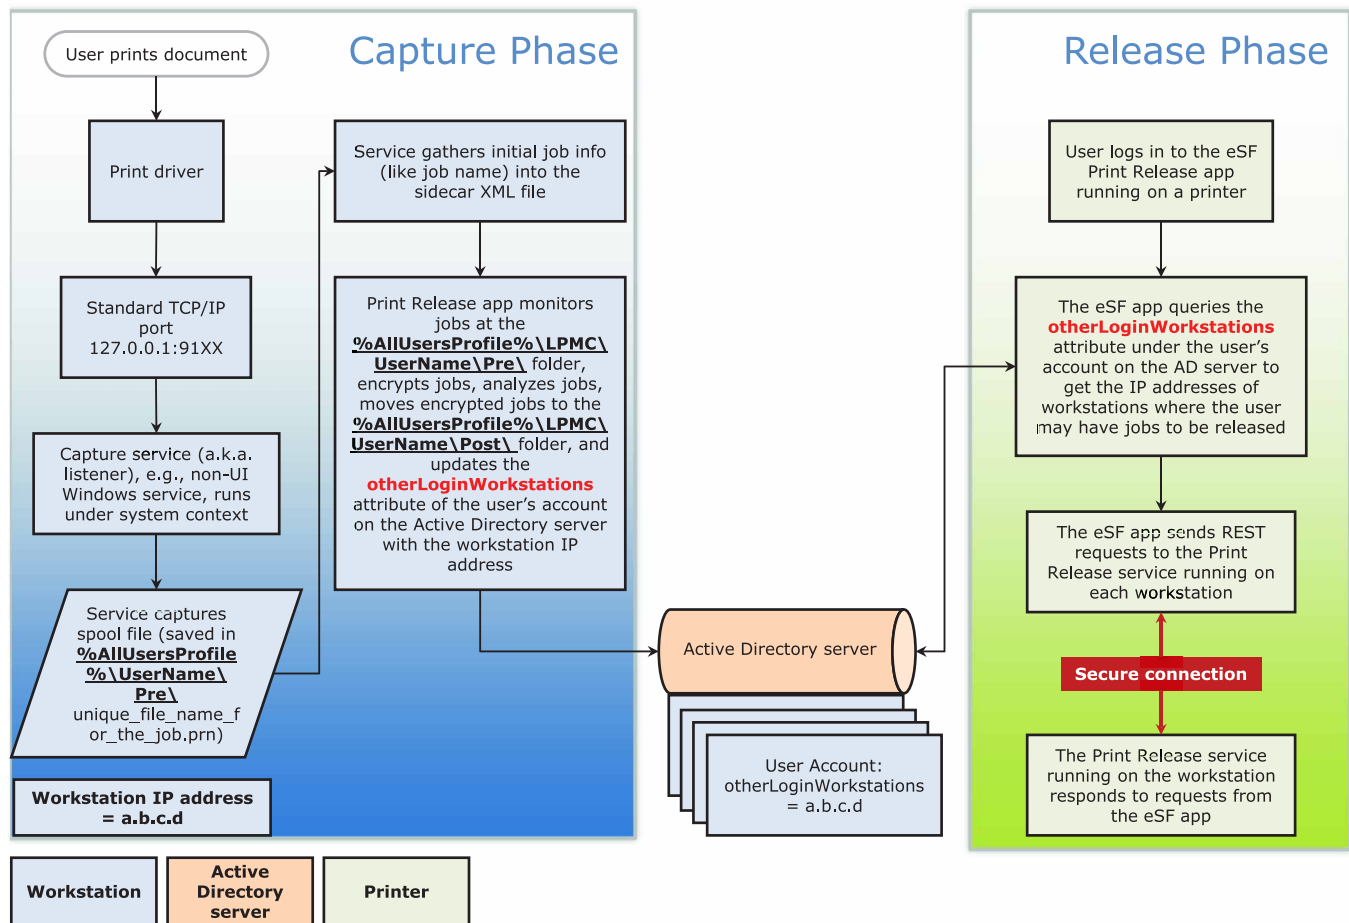 Capture Phase
User prints document
Print driver
Standard TCP/IP
port
127.0.0.1:91XX
Capture service (a.k.a.
listener), e.g., non-UI
Windows service, runs
under system context
Service captures
spool file (saved in
%AllUsersProfile
%\UserName\
Pre\
unique_file_name_f
or_the_job.prn)
Service gathers initial job info
(like job name) into the
sidecar XML file
Print Release app monitors
jobs at the
%AllUsersProfile%\LPMC\
UserName\Pre\ folder,
encrypts jobs, analyzes jobs,
moves encrypted jobs to the
%AllUsersProfile%\LPMC\
UserName\Post\ folder, and
updates the
otherLoginWorkstations
attribute of the user's account
on the Active Directory server
with the workstation IP
address
Workstation IP address
= a.b.c.d
Active Directory server
User Account:
otherLoginWorkstations
= a.b.c.d
Release Phase
User logs in to the eSF
Print Release app
running on a printer
The eSF app queries the
otherLoginWorkstations
attribute under the user's
account on the AD server to
get the IP addresses of
workstations where the user
may have jobs to be released
The eSF app sends REST
requests to the Print
Release service running on
each workstation
Secure connection
The Print Release service
running on the workstation
responds to requests from
the eSF app
Workstation
Active
Directory
server
Printer